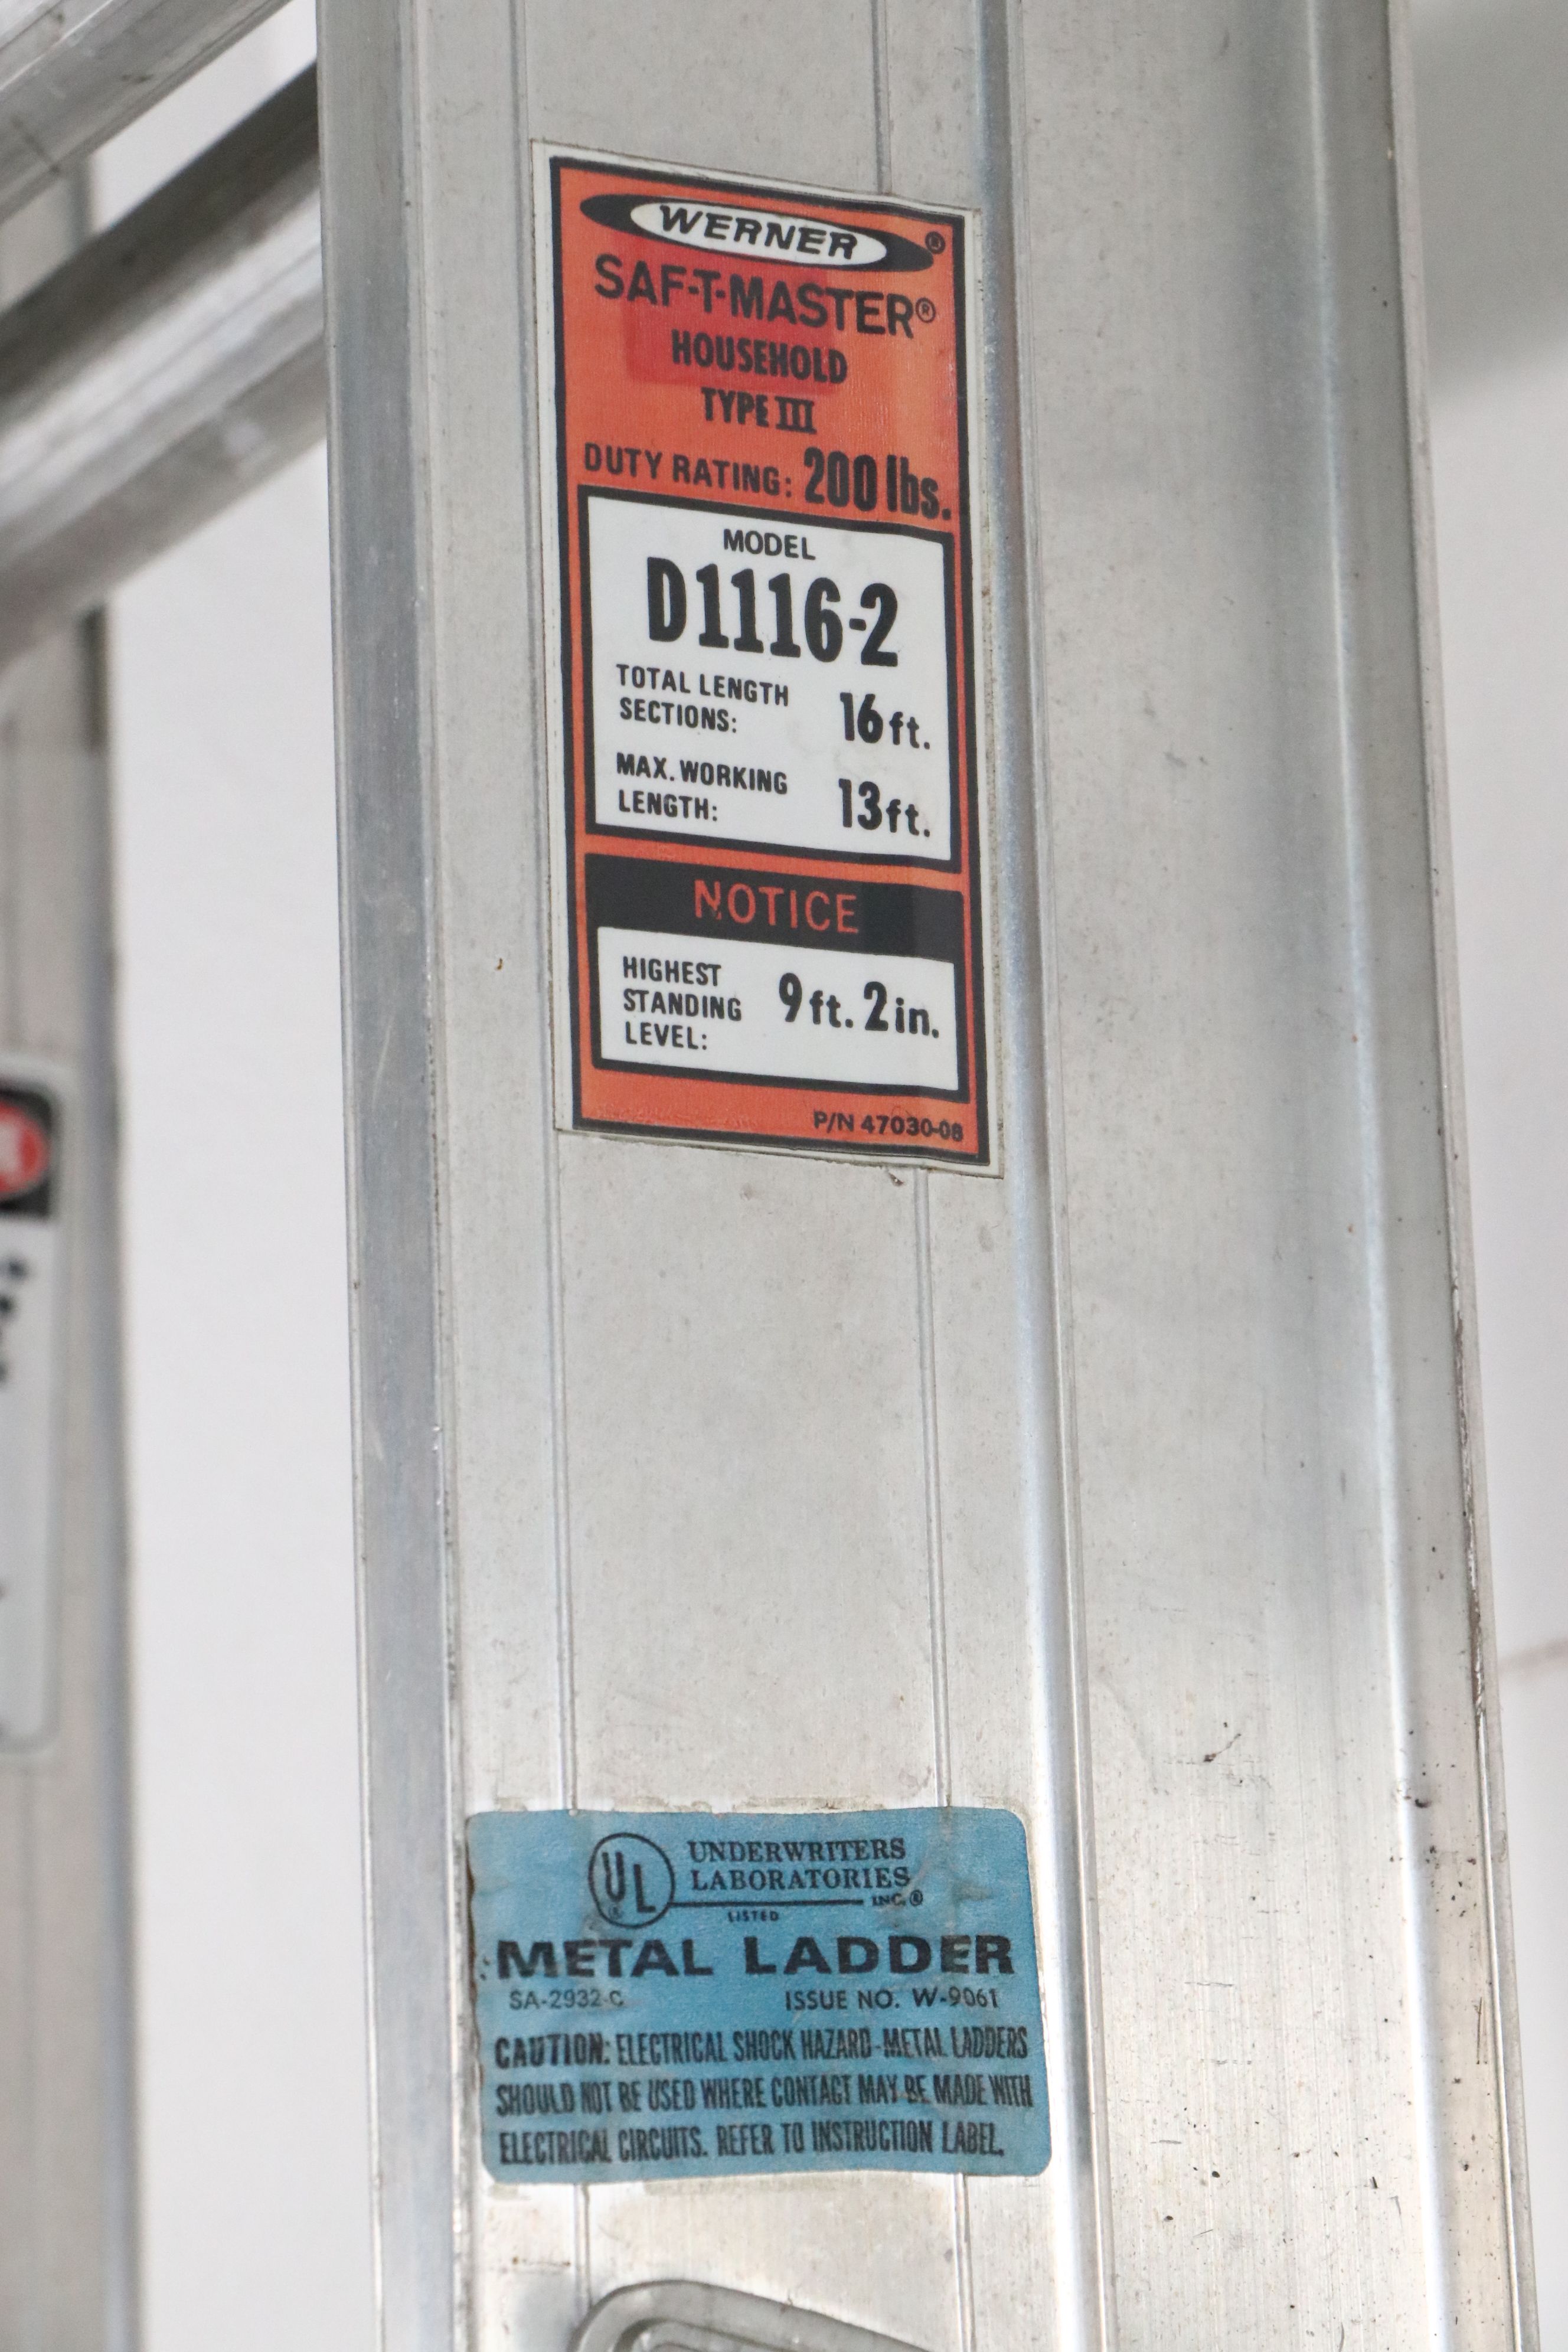 WERNER®
SAF-T-MASTER®
HOUSEHOLD
TYPE III
DUTY RATING: 200 lbs.
MODEL
D1116-2
TOTAL LENGTH
SECTIONS: 16 ft.
MAX. WORKING
LENGTH: 13 ft.
NOTICE
HIGHEST
STANDING
LEVEL: 9 ft. 2 in.
P/N 47030-08
UL ®
UNDERWRITERS
LABORATORIES
INC.®
LISTED
METAL LADDER
SA-2932-C ISSUE NO. W-9061
CAUTION: ELECTRICAL SHOCK HAZARD-METAL LADDERS
SHOULD NOT BE USED WHERE CONTACT MAY BE MADE WITH
ELECTRICAL CIRCUITS. REFER TO INSTRUCTION LABEL.